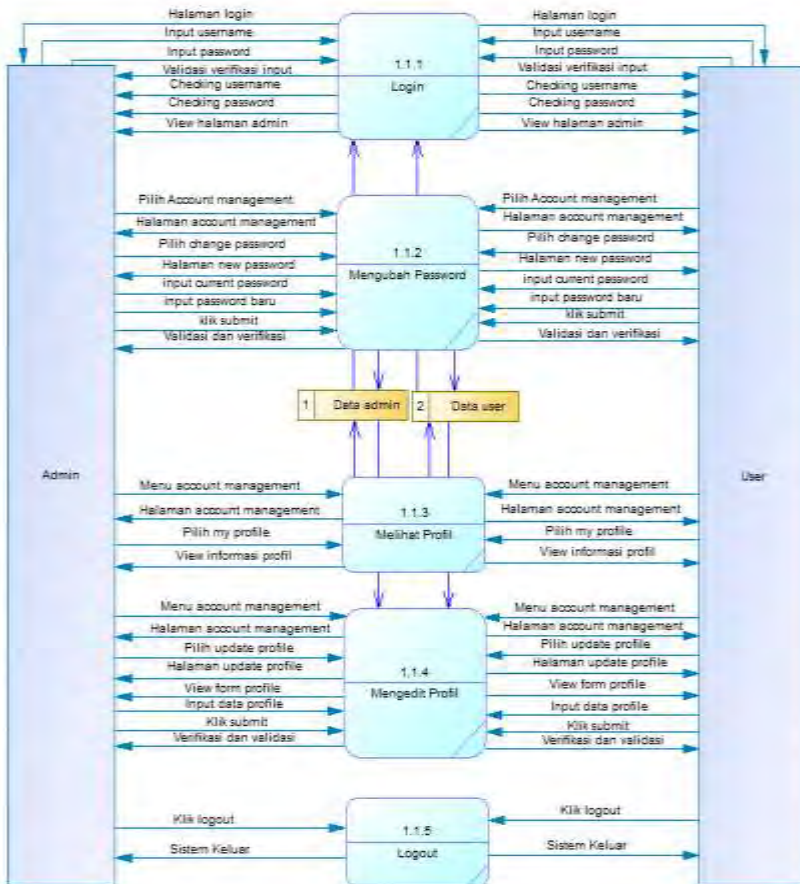 Halaman login
Input username
Input password
Validasi verifikasi input
Checking username
Checking password
View halaman admin
1.1.1
Login
Halaman login
Input username
Input password
Validasi verifikasi input
Checking username
Checking password
View halaman admin
Pilih Account management
Halaman account management
Pilih change password
Halaman new password
input current password
input password baru
klik submit
Validasi dan verifikasi
1.1.2
Mengubah Password
Pilih Account management
Halaman account management
Pilih change password
Halaman new password
input current password
input password baru
klik submit
Validasi dan verifikasi
1 Data admin
2 Data user
Admin
User
Menu account management
Halaman account management
Pilih my profile
View informasi profil
1.1.3
Melihat Profil
Menu account management
Halaman account management
Pilih my profile
View informasi profil
Menu account management
Halaman account management
Pilih update profile
Halaman update profile
View form profile
Input data profile
Klik submit
Verifikasi dan validasi
1.1.4
Mengedit Profil
Menu account management
Halaman account management
Pilih update profile
Halaman update profile
View form profile
Input data profile
Klik submit
Verifikasi dan validasi
Klik logout
Sistem Keluar
1.1.5
Logout
Klik logout
Sistem Keluar